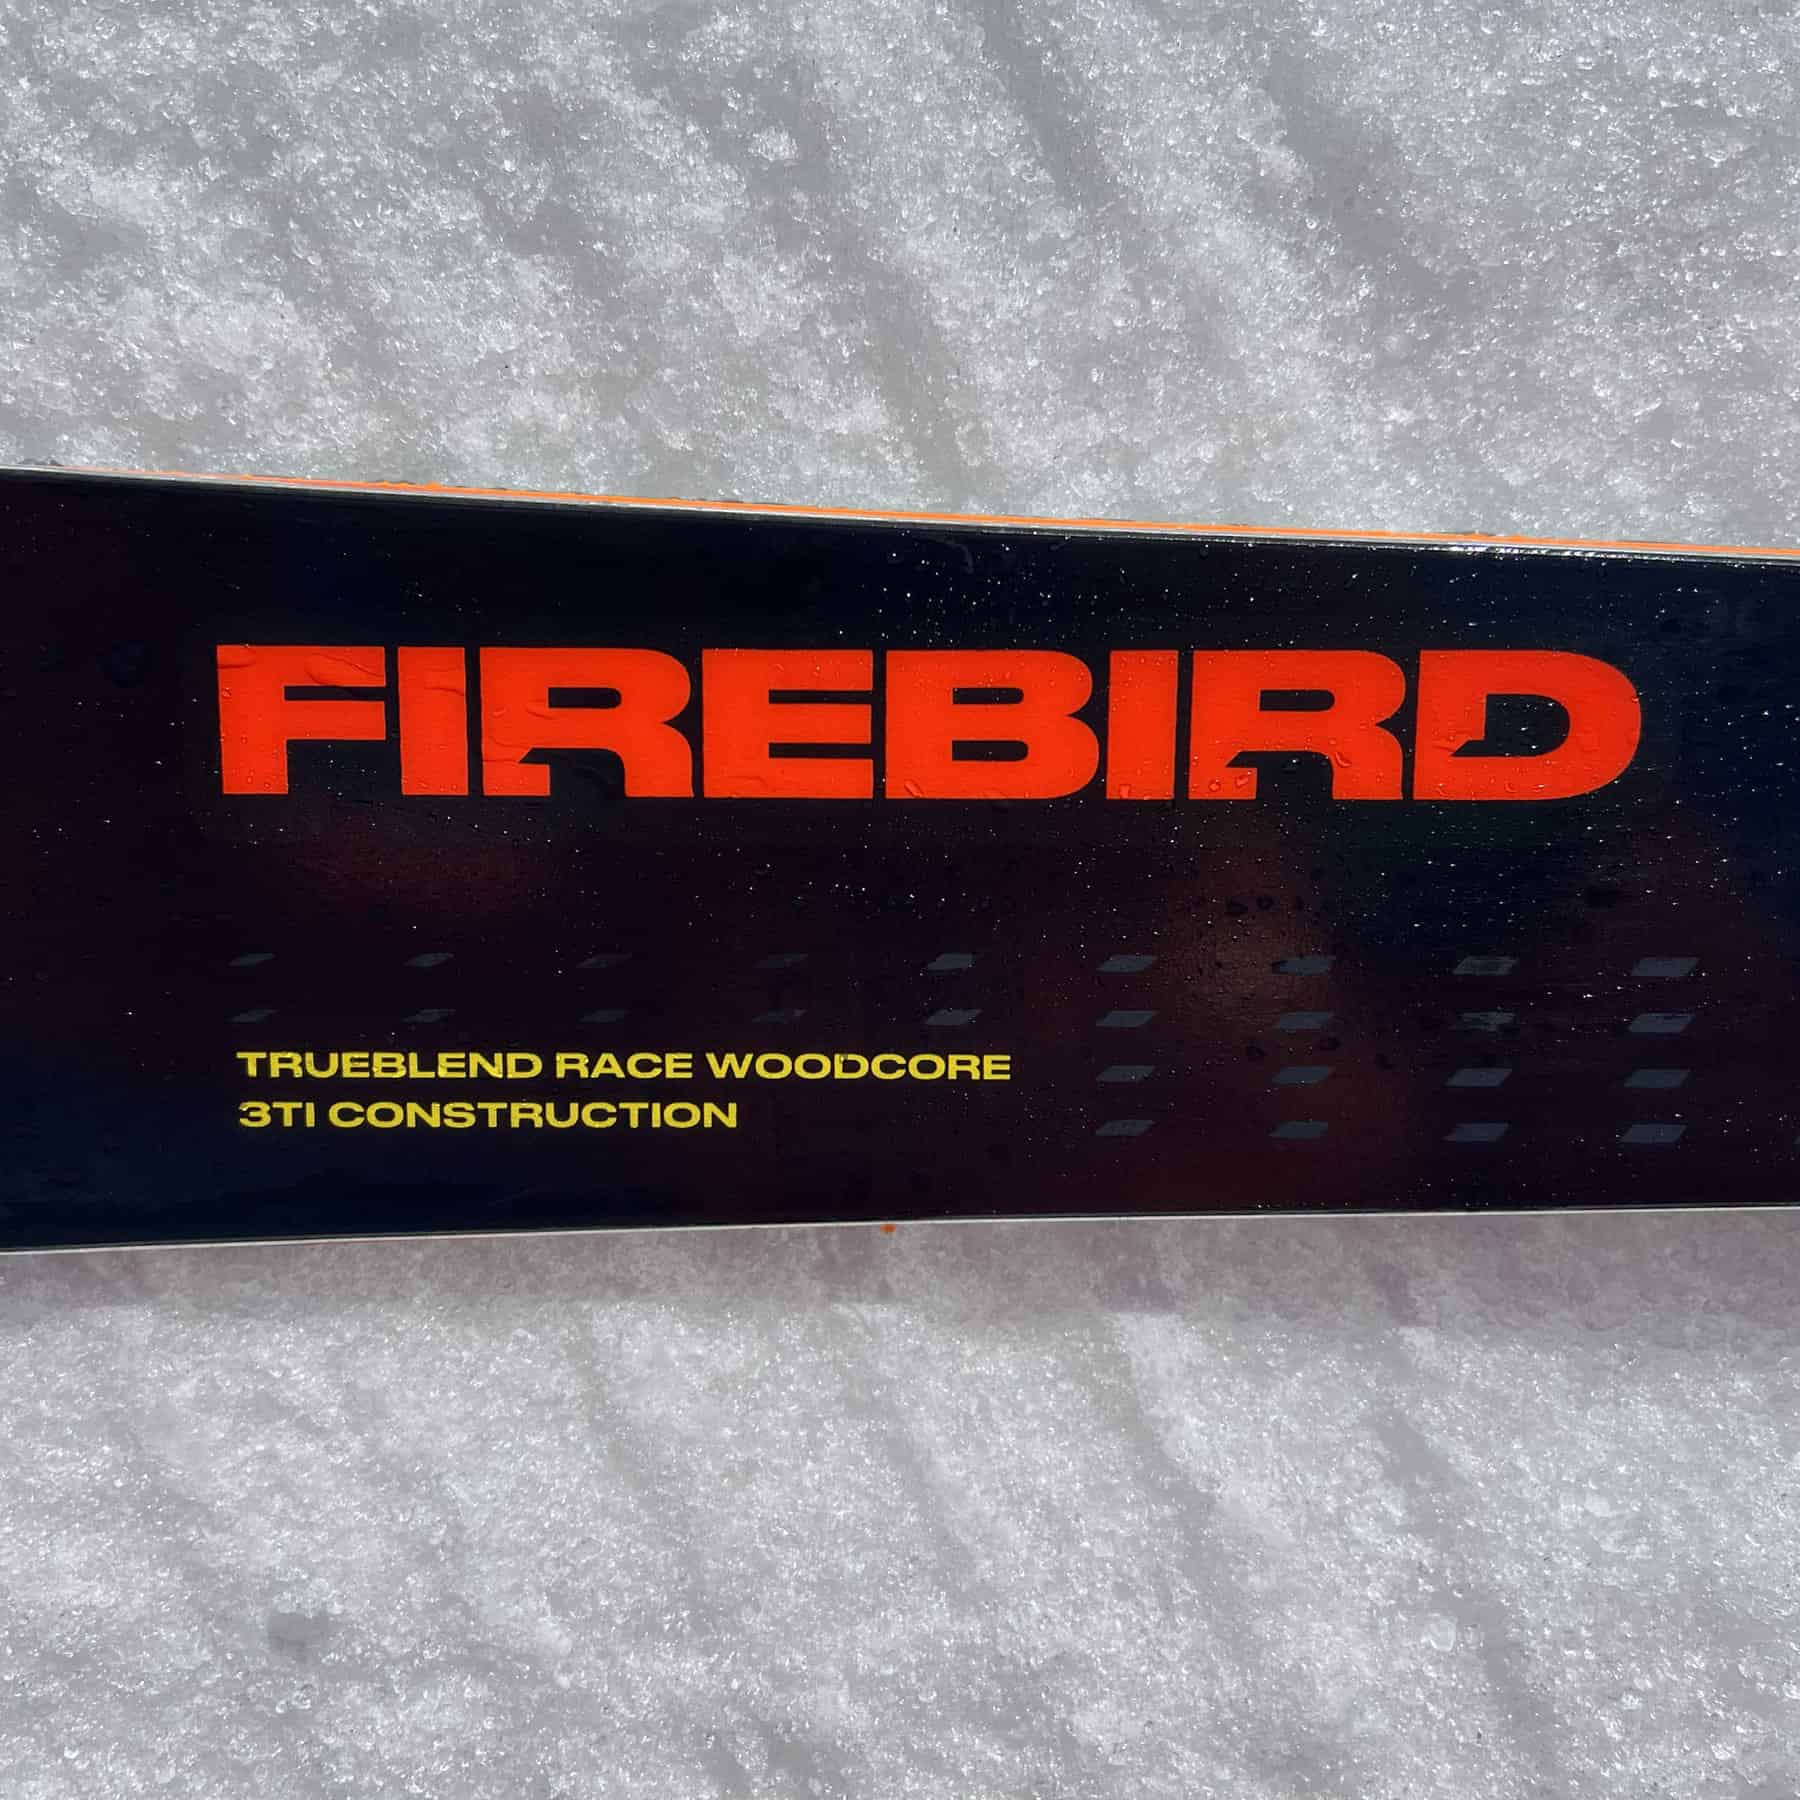 FIREBIRD
TRUEBLEND RACE WOODCORE
3TI CONSTRUCTION